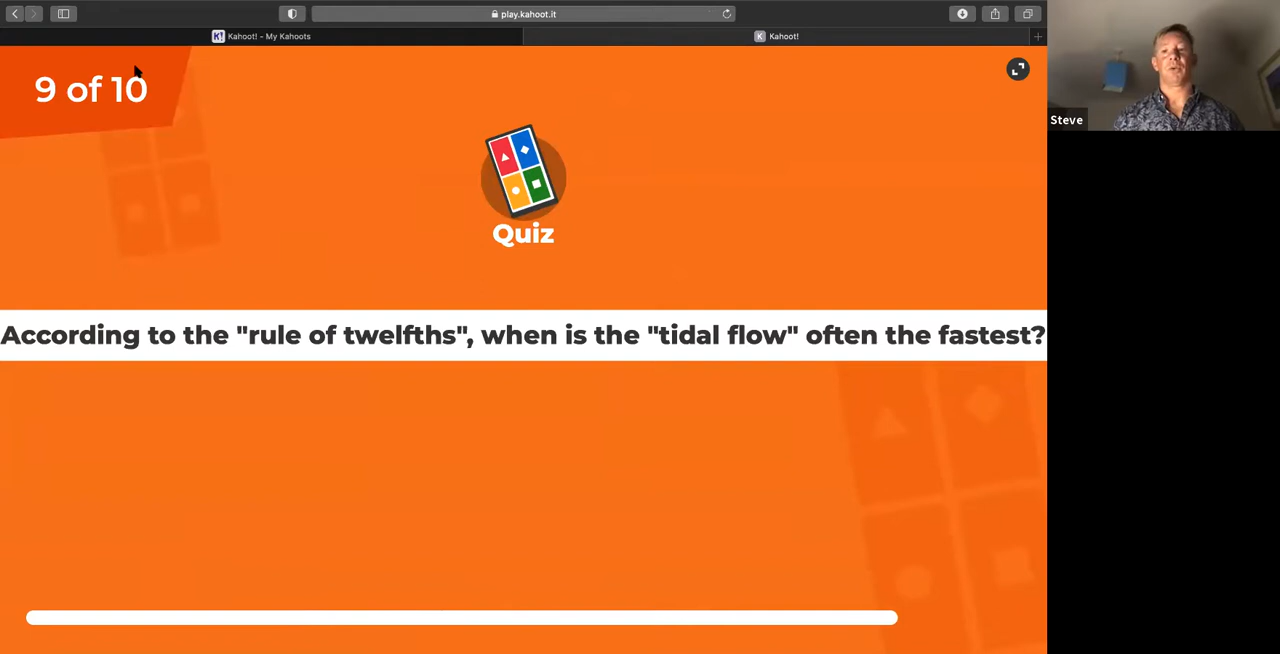 play.kahoot.it
K! Kahoot! - My Kahoots
K Kahoot!
9 of 10
Steve
Quiz
According to the "rule of twelfths", when is the "tidal flow" often the fastest?